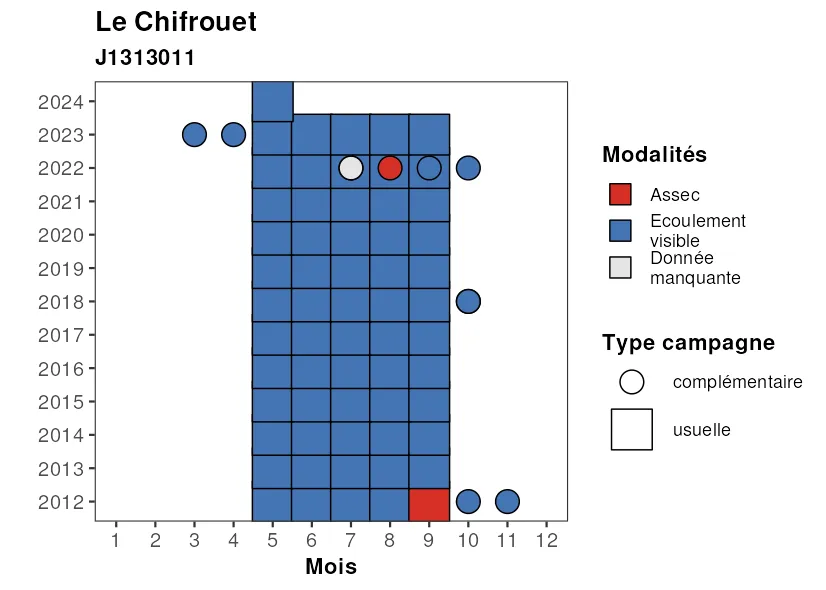 Le Chifrouet
J1313011
2024
2023
2022
2021
2020
2019
2018
2017
2016
2015
2014
2013
2012
1 2 3 4 5 6 7 8 9 10 11 12
Mois
Modalités
Assec
Ecoulement
visible
Donnée
manquante
Type campagne
complémentaire
usuelle